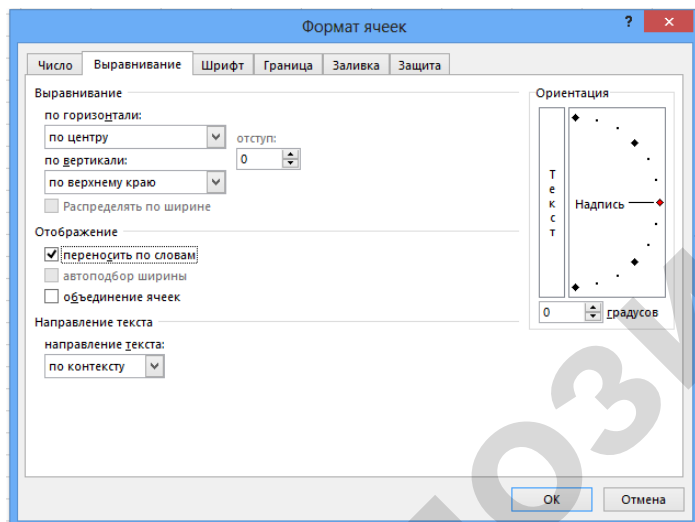 Формат ячеек ? ×
Число Выравнивание Шрифт Граница Заливка Защита
Выравнивание
по горизонтали:
по центру
отступ:
по вертикали:
0
по верхнему краю
Распределять по ширине
Отображение
переносить по словам
автоподбор ширины
объединение ячеек
Направление текста
направление текста:
по контексту
Ориентация
Текст
Надпись
0 градусов
OK Отмена